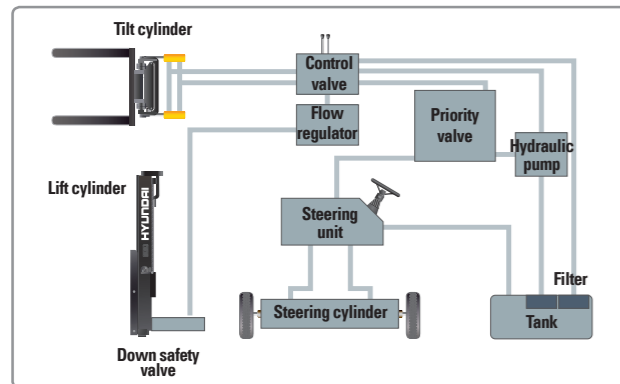 Tilt cylinder
Control
valve
Flow
regulator
Priority
valve
Hydraulic
pump
Lift cylinder
HYUNDAI
Steering
unit
Filter
Steering cylinder
Tank
Down safety
valve